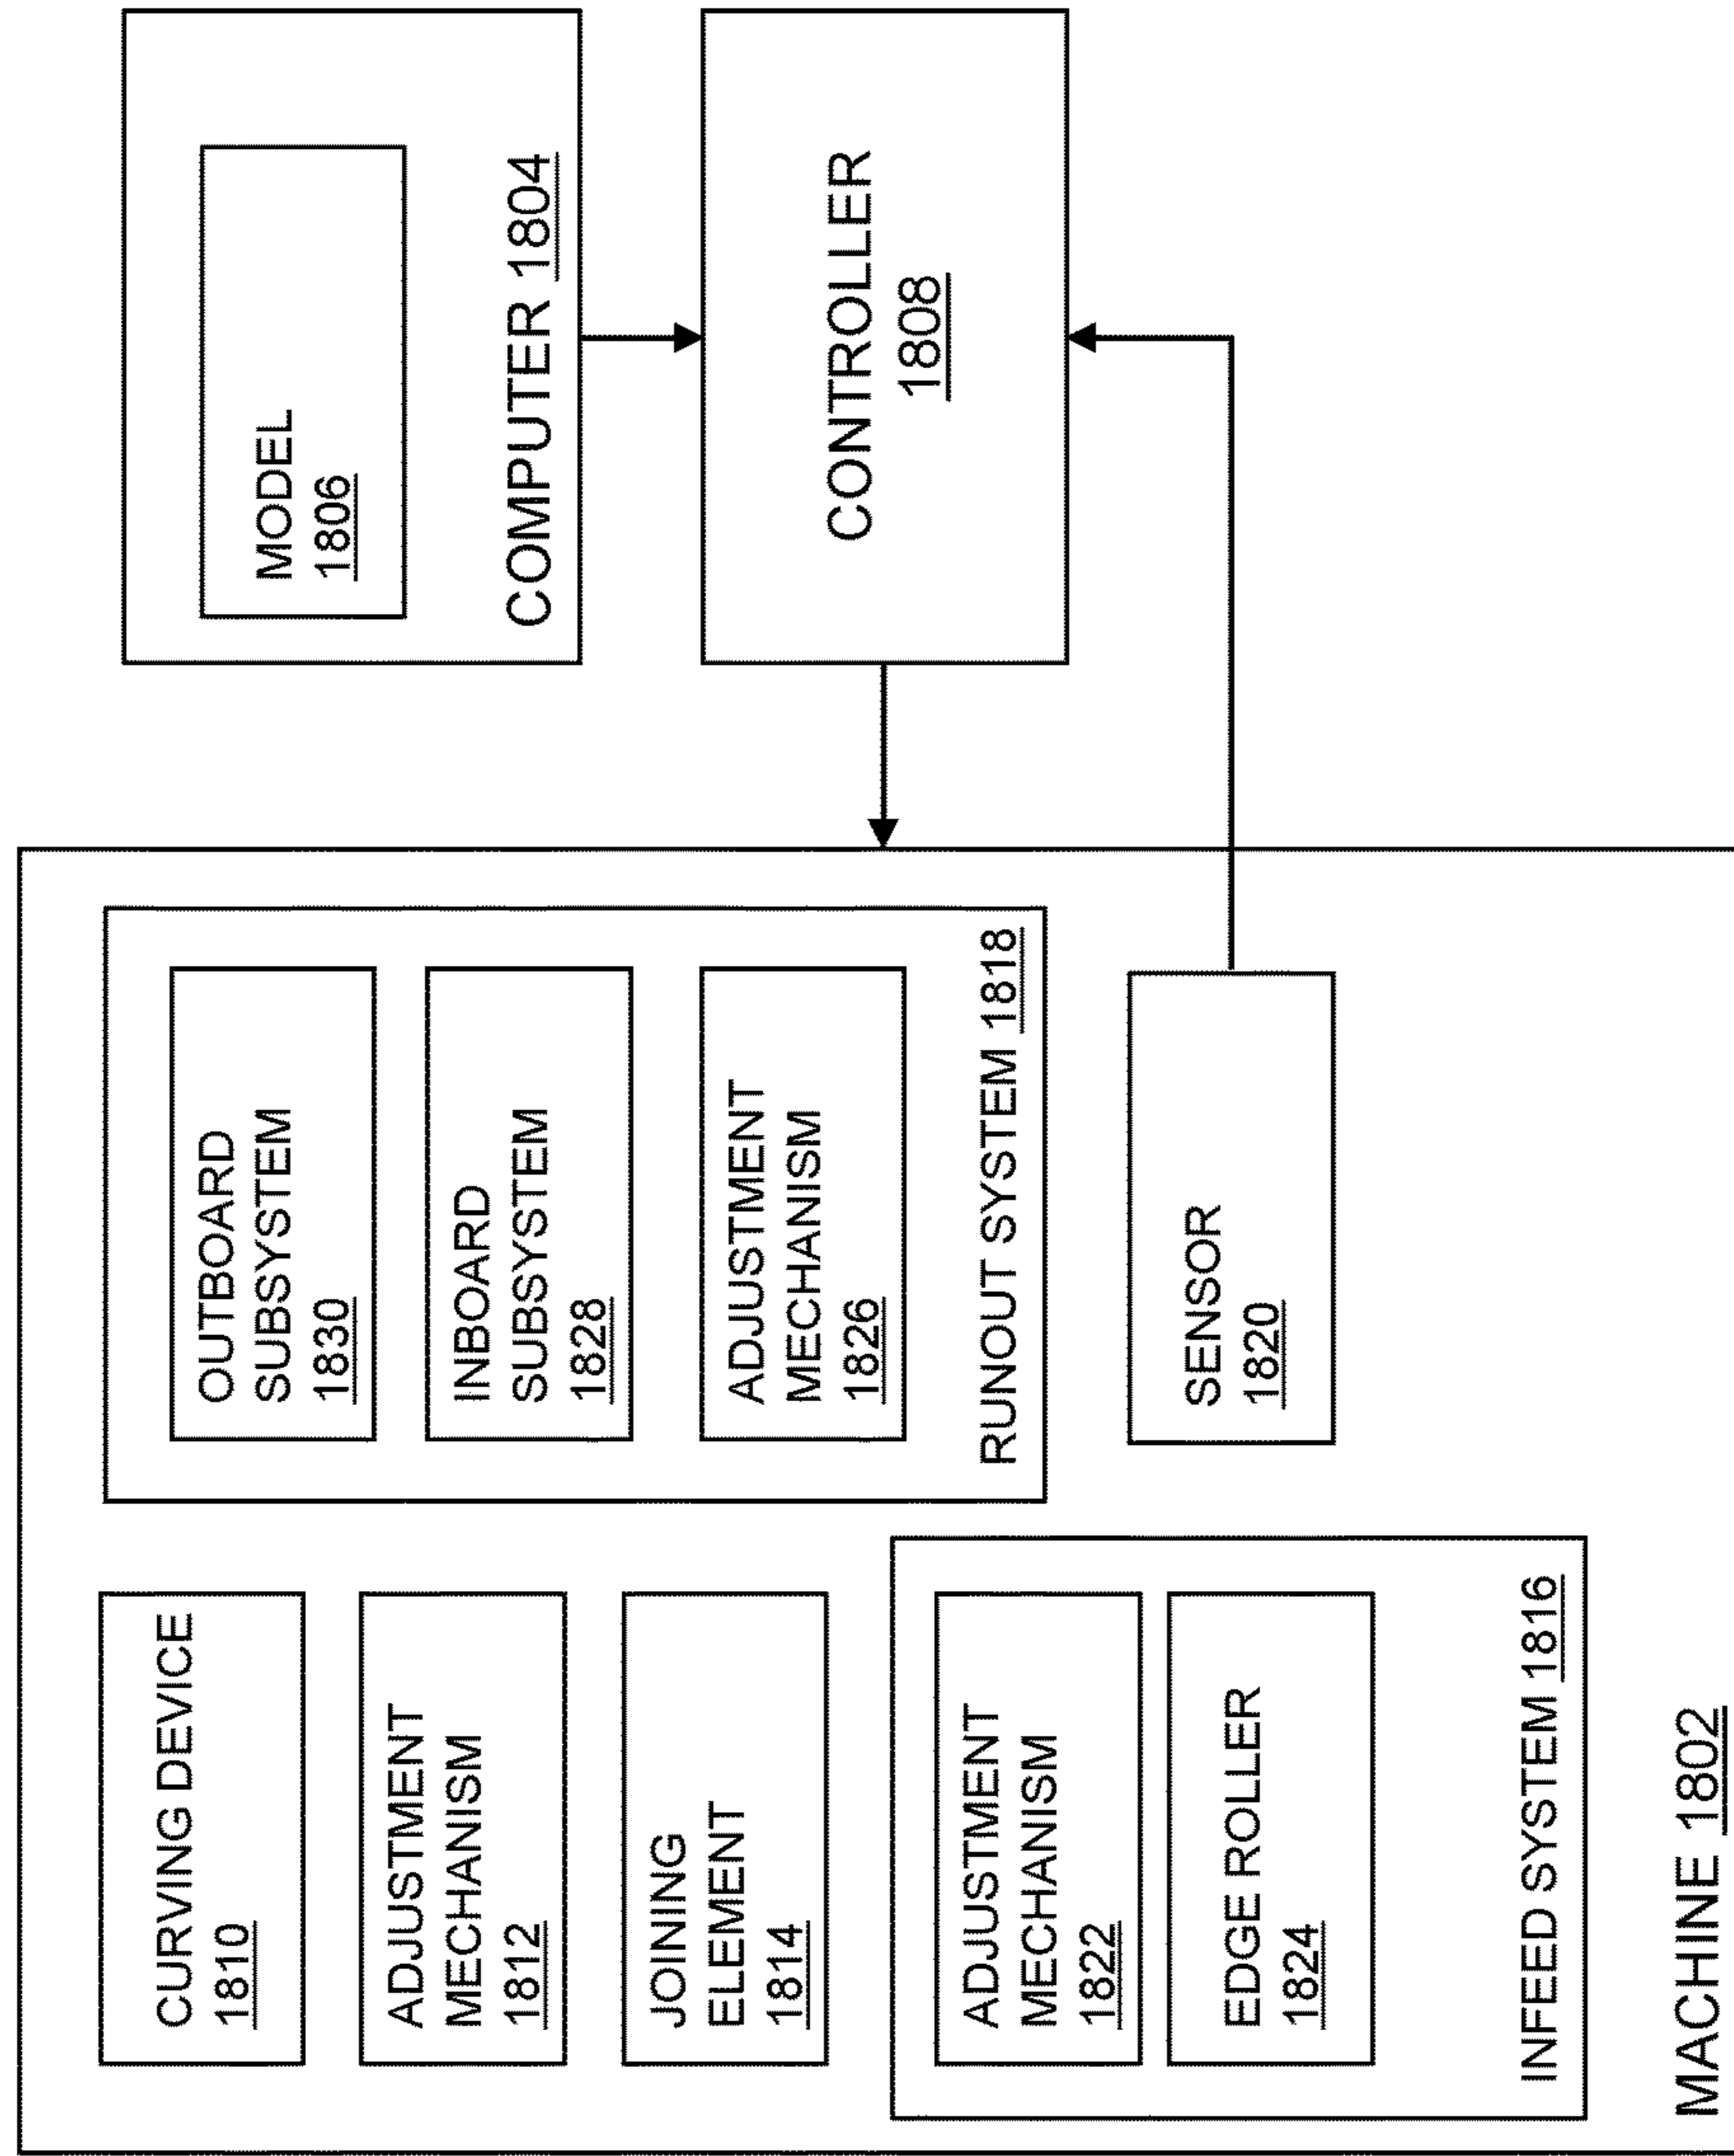 CURVING DEVICE
1810
ADJUSTMENT
MECHANISM
1812
JOINING
ELEMENT
1814
ADJUSTMENT
MECHANISM
1822
EDGE ROLLER
1824
INFEED SYSTEM 1816
OUTBOARD
SUBSYSTEM
1830
INBOARD
SUBSYSTEM
1828
ADJUSTMENT
MECHANISM
1826
RUNOUT SYSTEM 1818
SENSOR
1820
MACHINE 1802
MODEL
1806
COMPUTER 1804
CONTROLLER
1808